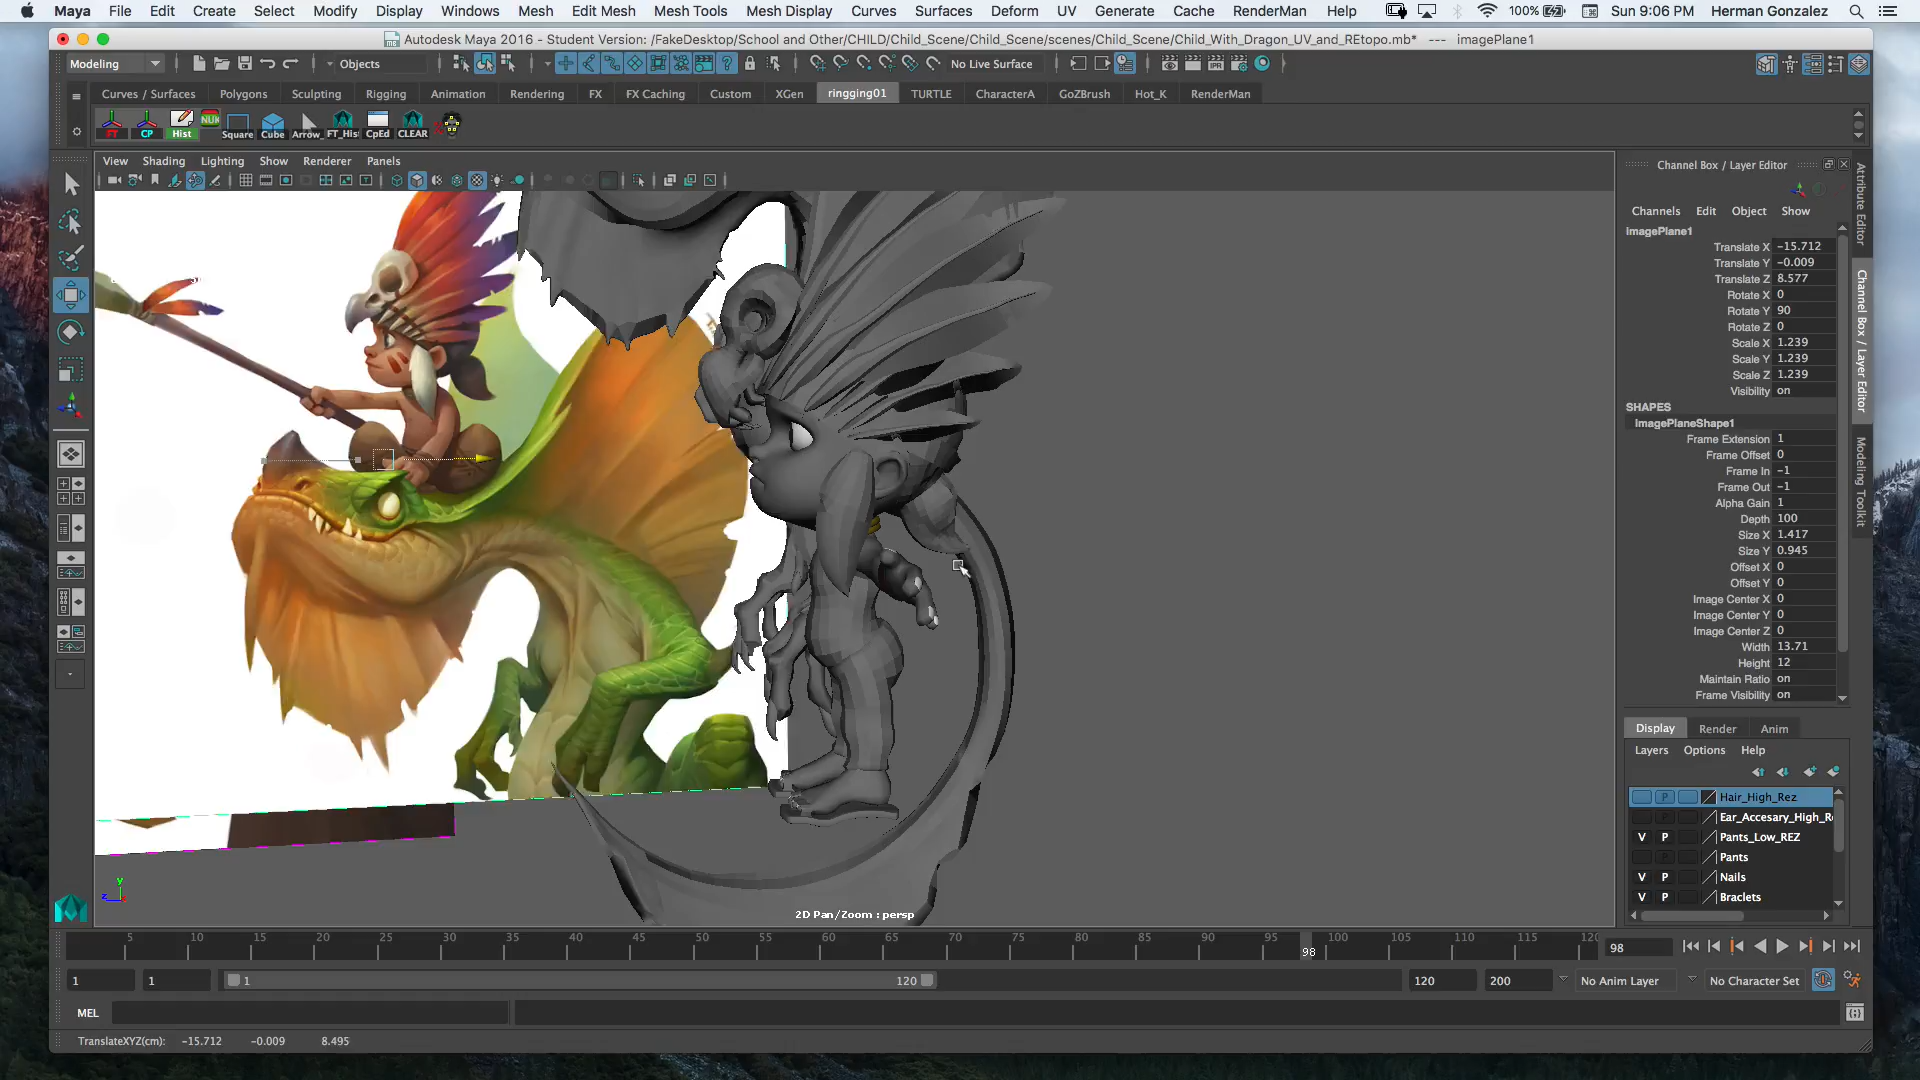 Maya File Edit Create Select Modify Display Windows Mesh Edit Mesh Mesh Tools Mesh Display Curves Surfaces Deform UV Generate Cache RenderMan Help 100% Sun 9:06 PM Herman Gonzalez
Autodesk Maya 2016 - Student Version: /FakeDesktop/School and Other/CHILD/Child_Scene/Child_Scene/scenes/Child_Scene/Child_With_Dragon_UV_and_REtopo.mb* --- imagePlane1
Modeling Objects No Live Surface
Curves / Surfaces Polygons Sculpting Rigging Animation Rendering FX FX Caching Custom XGen ringging01 TURTLE CharacterA GoZBrush Hot_K RenderMan
FT CP Hist NUK Square Cube Arrow_ FT_His CpEd CLEAR
View Shading Lighting Show Renderer Panels
Channel Box / Layer Editor
Channels Edit Object Show
imagePlane1
Translate X -15.712
Translate Y -0.009
Translate Z 8.577
Rotate X 0
Rotate Y 90
Rotate Z 0
Scale X 1.239
Scale Y 1.239
Scale Z 1.239
Visibility on
SHAPES
imagePlaneShape1
Frame Extension 1
Frame Offset 0
Frame In -1
Frame Out -1
Alpha Gain 1
Depth 100
Size X 1.417
Size Y 0.945
Offset X 0
Offset Y 0
Image Center X 0
Image Center Y 0
Image Center Z 0
Width 13.71
Height 12
Maintain Ratio on
Frame Visibility on
Attribute Editor
Channel Box / Layer Editor
Modeling Toolkit
Display Render Anim
Layers Options Help
P Hair_High_Rez
P Ear_Accesary_High_R
V P Pants_Low_REZ
P Pants
V P Nails
V P Braclets
y
z
2D Pan/Zoom : persp
5 10 15 20 25 30 35 40 45 50 55 60 65 70 75 80 85 90 95 98 100 105 110 115 120 98
1 1 1 120 120 200 No Anim Layer No Character Set
MEL
TranslateXYZ(cm): -15.712 -0.009 8.495